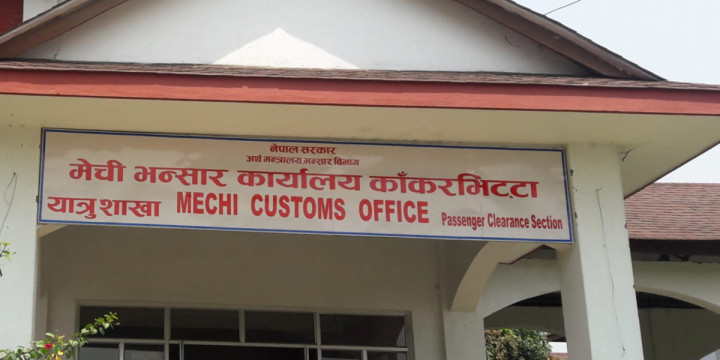 नेपाल सरकार
अर्थ मन्त्रालय, भन्सार बिभाग
मेची भन्सार कार्यालय काँकरभिट्टा
यात्रु शाखा MECHI CUSTOMS OFFICE Passenger Clearance Section